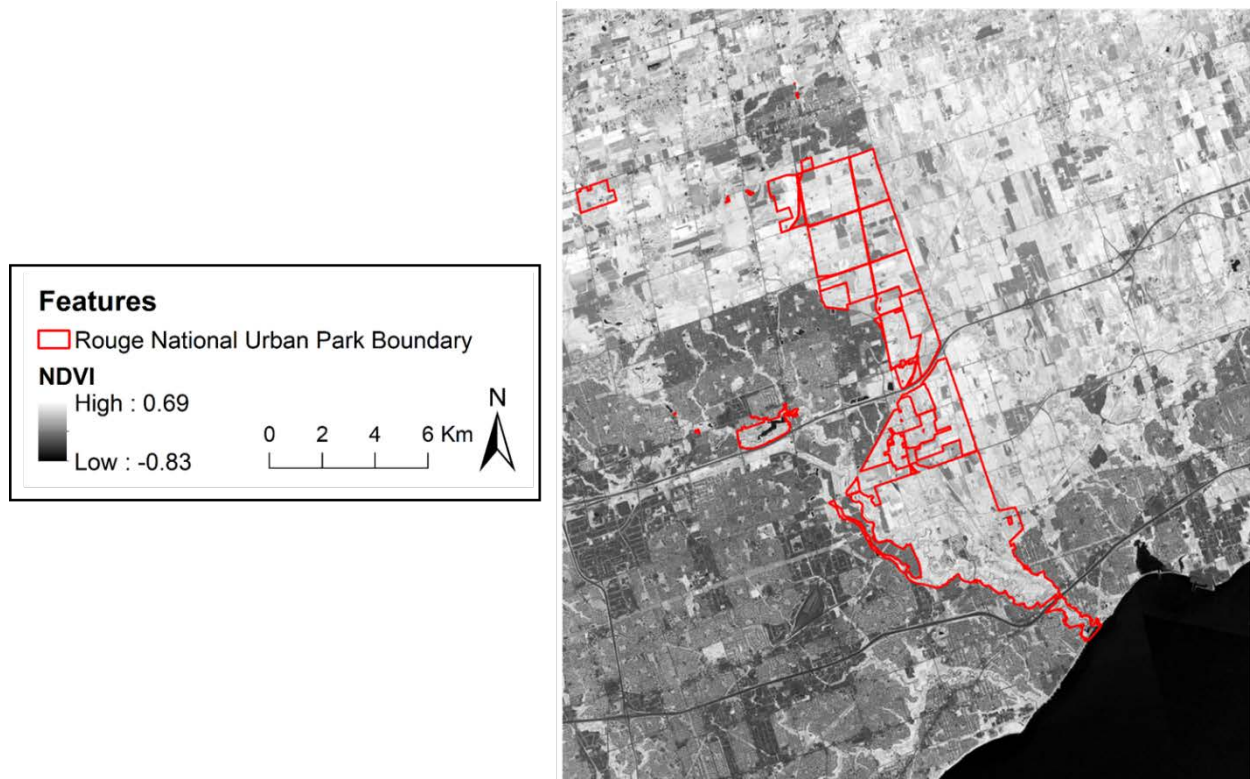 Features
Rouge National Urban Park Boundary
NDVI
High : 0.69
Low : -0.83
0 2 4 6 Km
N